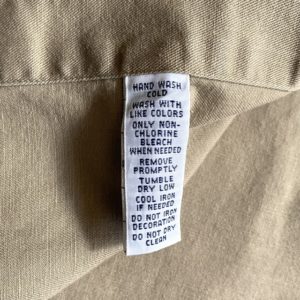 HAND WASH
COLD
WASH WITH
LIKE COLORS
ONLY NON-
CHLORINE
BLEACH
WHEN NEEDED
REMOVE
PROMPTLY
TUMBLE
DRY LOW
COOL IRON
IF NEEDED
DO NOT IRON
DECORATION
DO NOT DRY
CLEAN